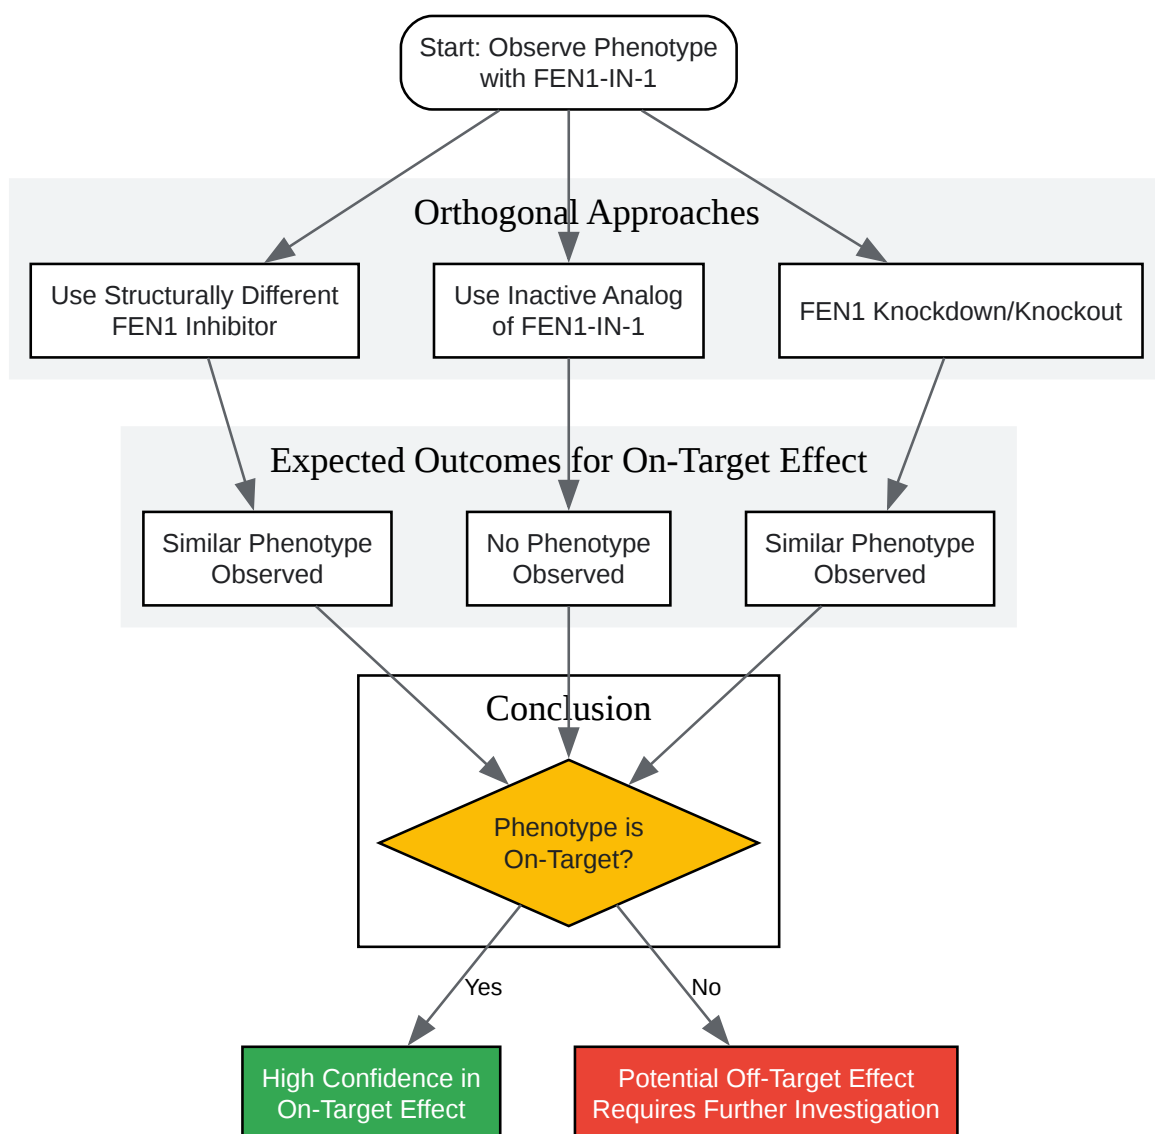 Start: Observe Phenotype
with FEN1-IN-1
Orthogonal Approaches
Use Structurally Different
FEN1 Inhibitor
Use Inactive Analog
of FEN1-IN-1
FEN1 Knockdown/Knockout
Expected Outcomes for On-Target Effect
Similar Phenotype
Observed
No Phenotype
Observed
Similar Phenotype
Observed
Conclusion
Phenotype is
On-Target?
Yes
No
High Confidence in
On-Target Effect
Potential Off-Target Effect
Requires Further Investigation